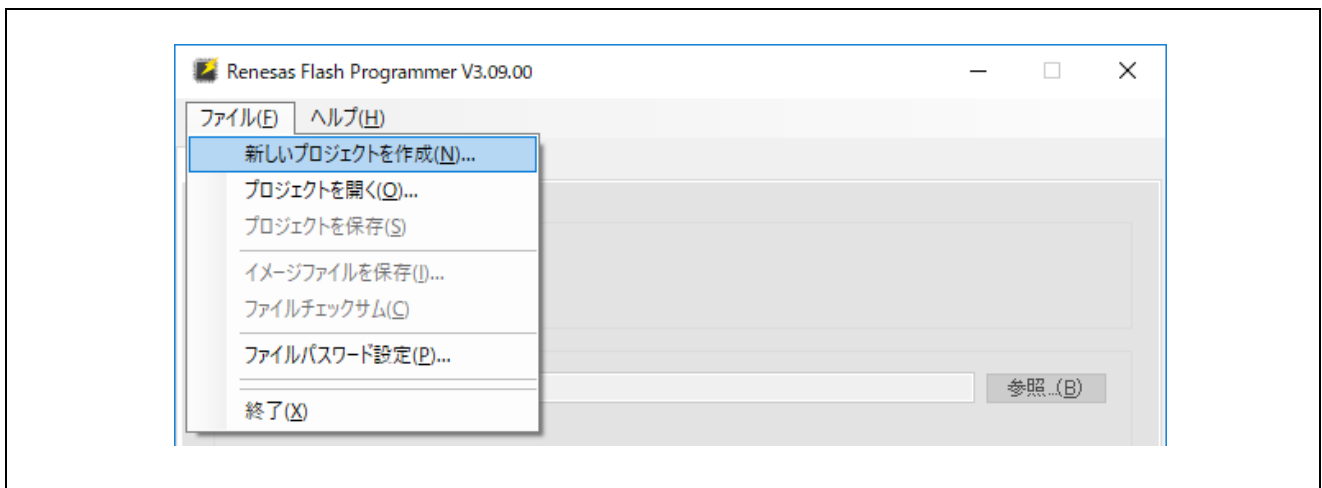 Renesas Flash Programmer V3.09.00
ファイル(F) ヘルプ(H)
新しいプロジェクトを作成(N)...
プロジェクトを開く(O)...
プロジェクトを保存(S)
イメージファイルを保存(I)...
ファイルチェックサム(C)
ファイルパスワード設定(P)...
参照...(B)
終了(X)